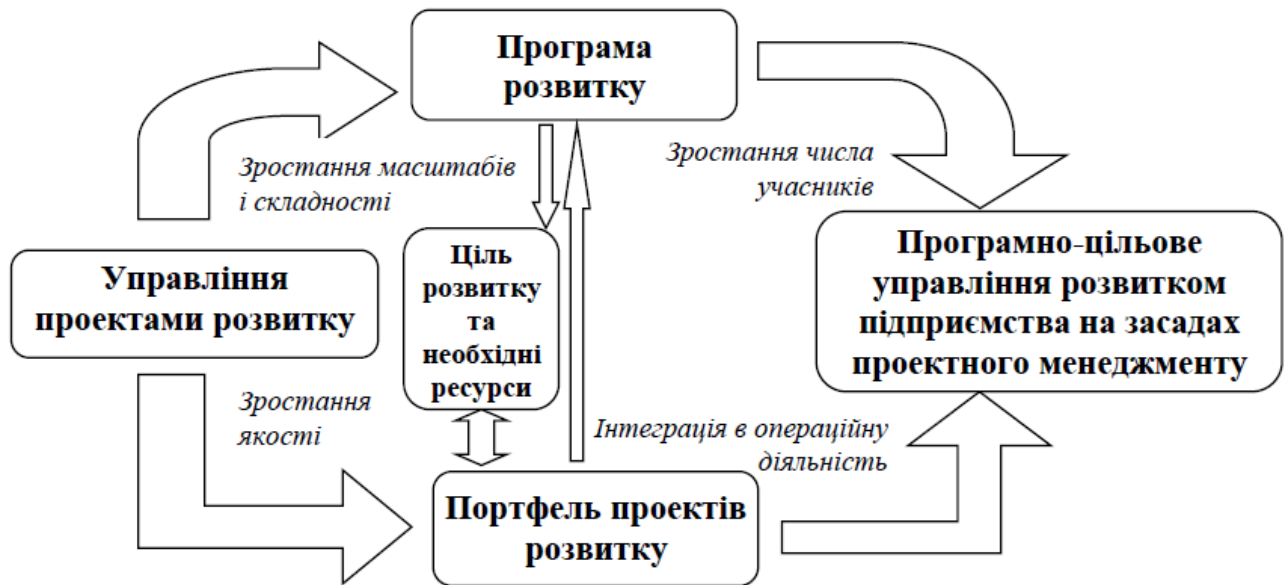 Програма
розвитку
Зростання масштабів
і складності
Зростання числа
учасників
Управління
проектами розвитку
Ціль
розвитку
та
необхідні
ресурси
Програмно-цільове
управління розвитком
підприємства на засадах
проектного менеджменту
Зростання
якості
Інтеграція в операційну
діяльність
Портфель проектів
розвитку